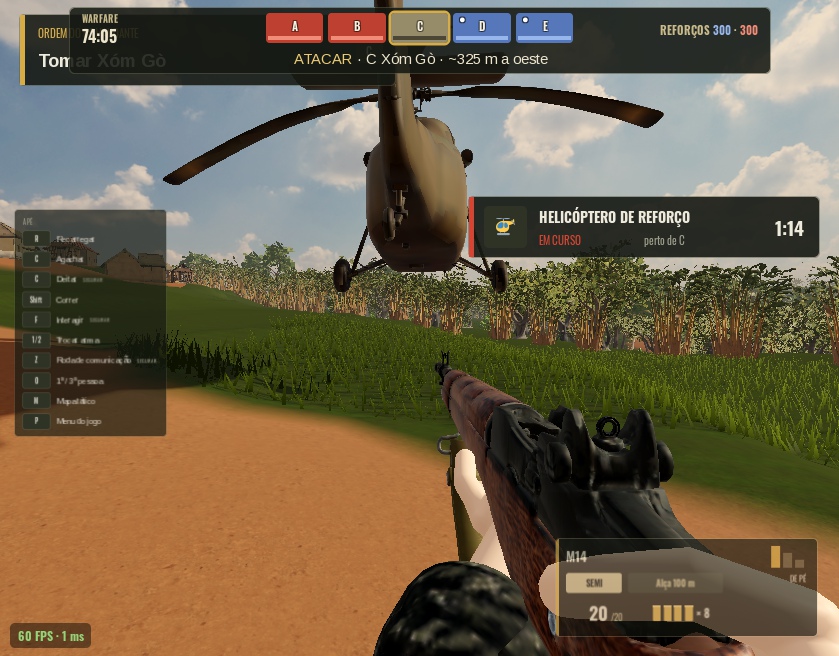 WARFARE
74:05
A B C D E
REFORÇOS 300 · 300
ATACAR · C Xóm Gò · ~325 m a oeste
Tomar Xóm Gò
HELICÓPTERO DE REFORÇO
EM CURSO perto de C
1:14
APÉ
R Recarregar
C Agachar
C Deitar
Shift Correr
F Interagir
1/2 Trocar arma
Z Roda de comunicação
O 1ª/3ª pessoa
M Mapa tático
P Menu do jogo
M14
SEMI Alça 100 m
DE PÉ
20 /20 × 8
60 FPS · 1 ms